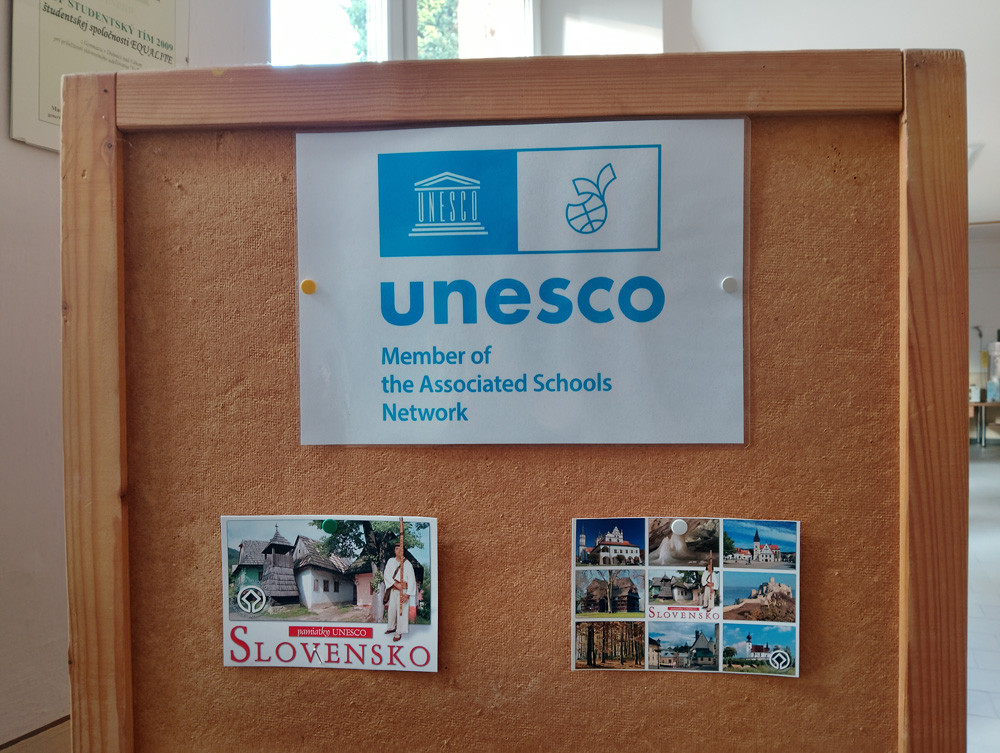 ŠTUDENTSKÝ TÍM 2009
študentskej spoločnosti EQUALITE
UNESCO
unesco
Member of
the Associated Schools
Network
pamiatky UNESCO
SLOVENSKO
SLOVENSKO